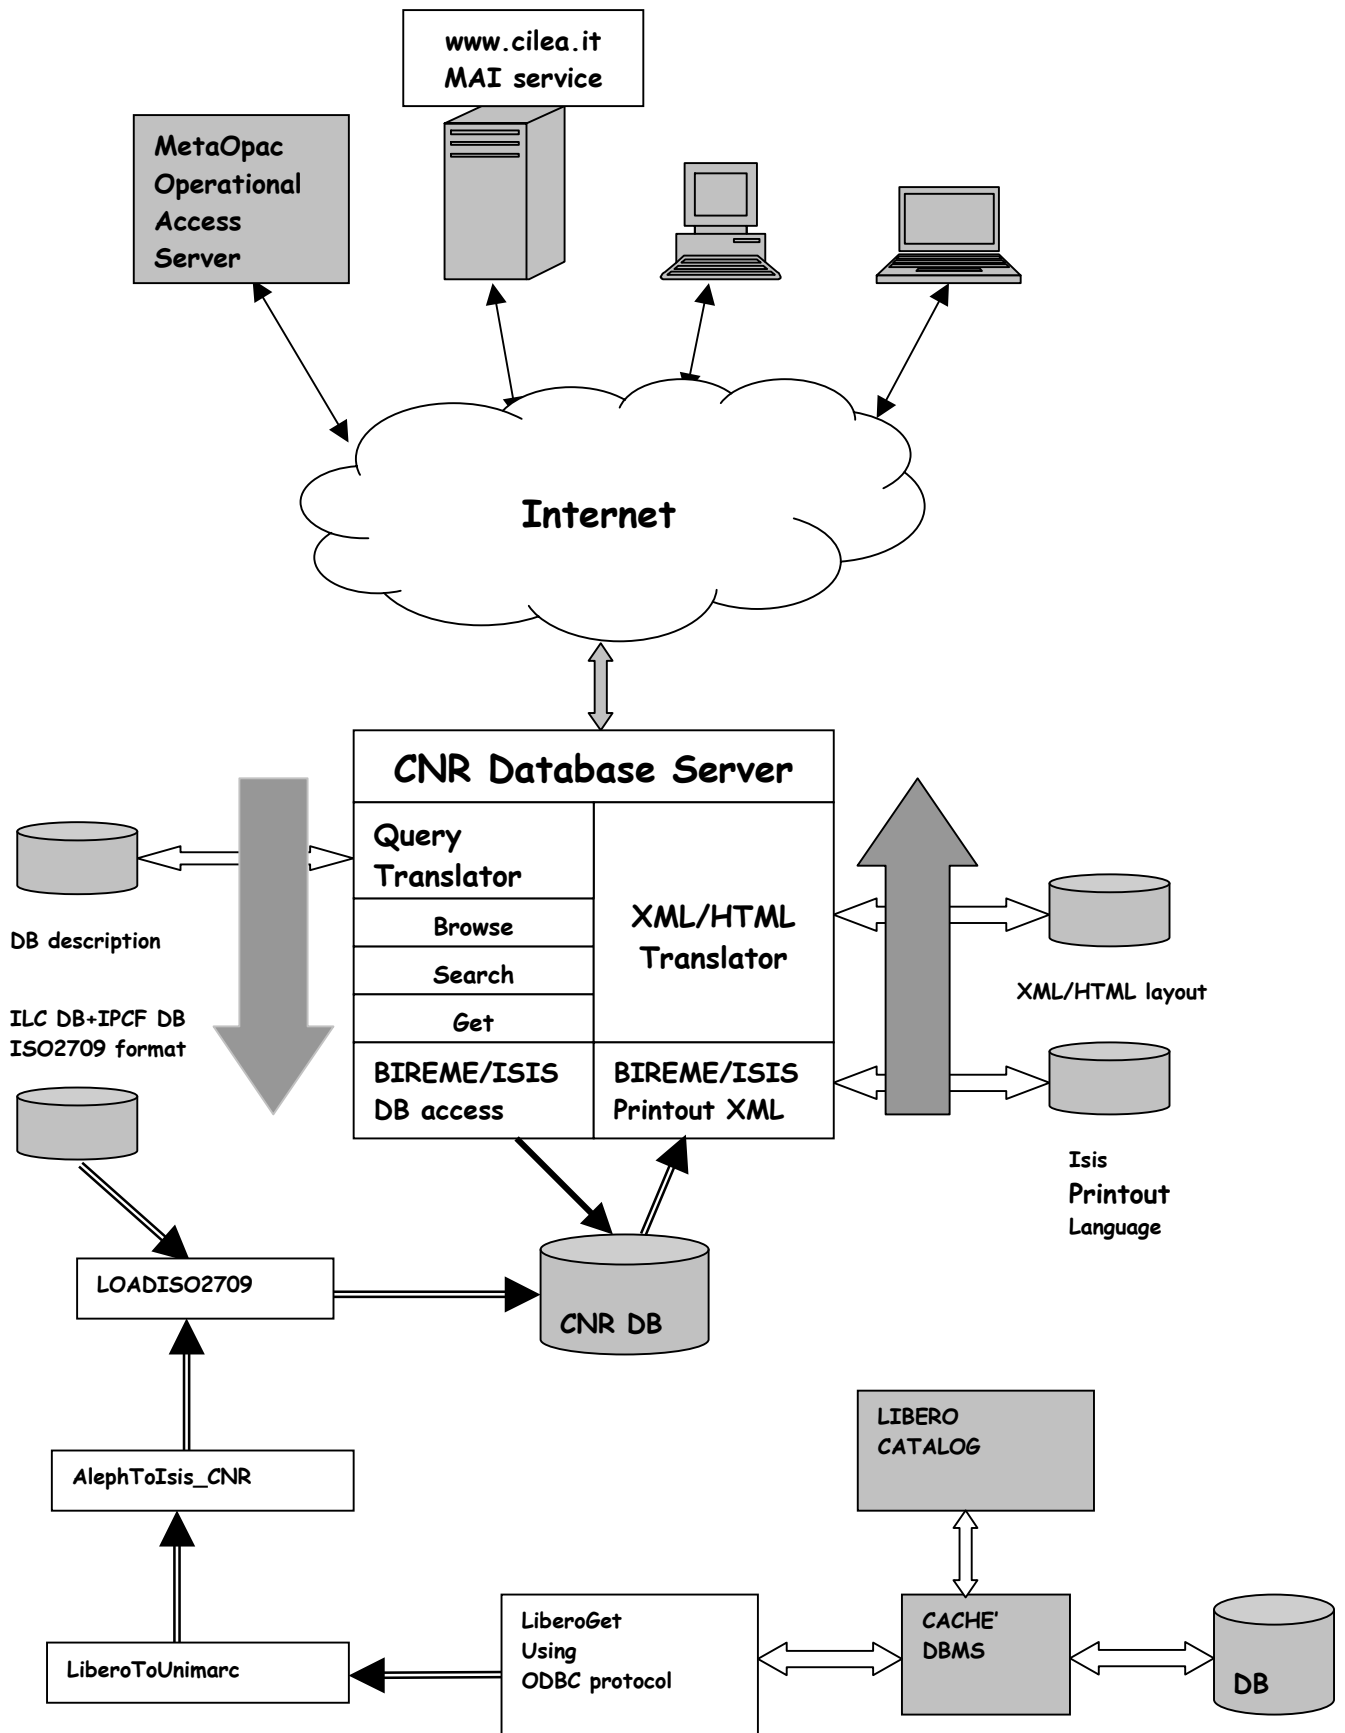 www.cilea.it
MAI service
MetaOpac
Operational
Access
Server
Internet
CNR Database Server
Query
Translator
Browse
Search
Get
XML/HTML
Translator
BIREME/ISIS
DB access
BIREME/ISIS
Printout XML
DB description
ILC DB+IPCF DB
ISO2709 format
XML/HTML layout
Isis
Printout
Language
LOADISO2709
CNR DB
AlephToIsis_CNR
LIBERO
CATALOG
LiberoToUnimarc
LiberoGet
Using
ODBC protocol
CACHE’
DBMS
DB